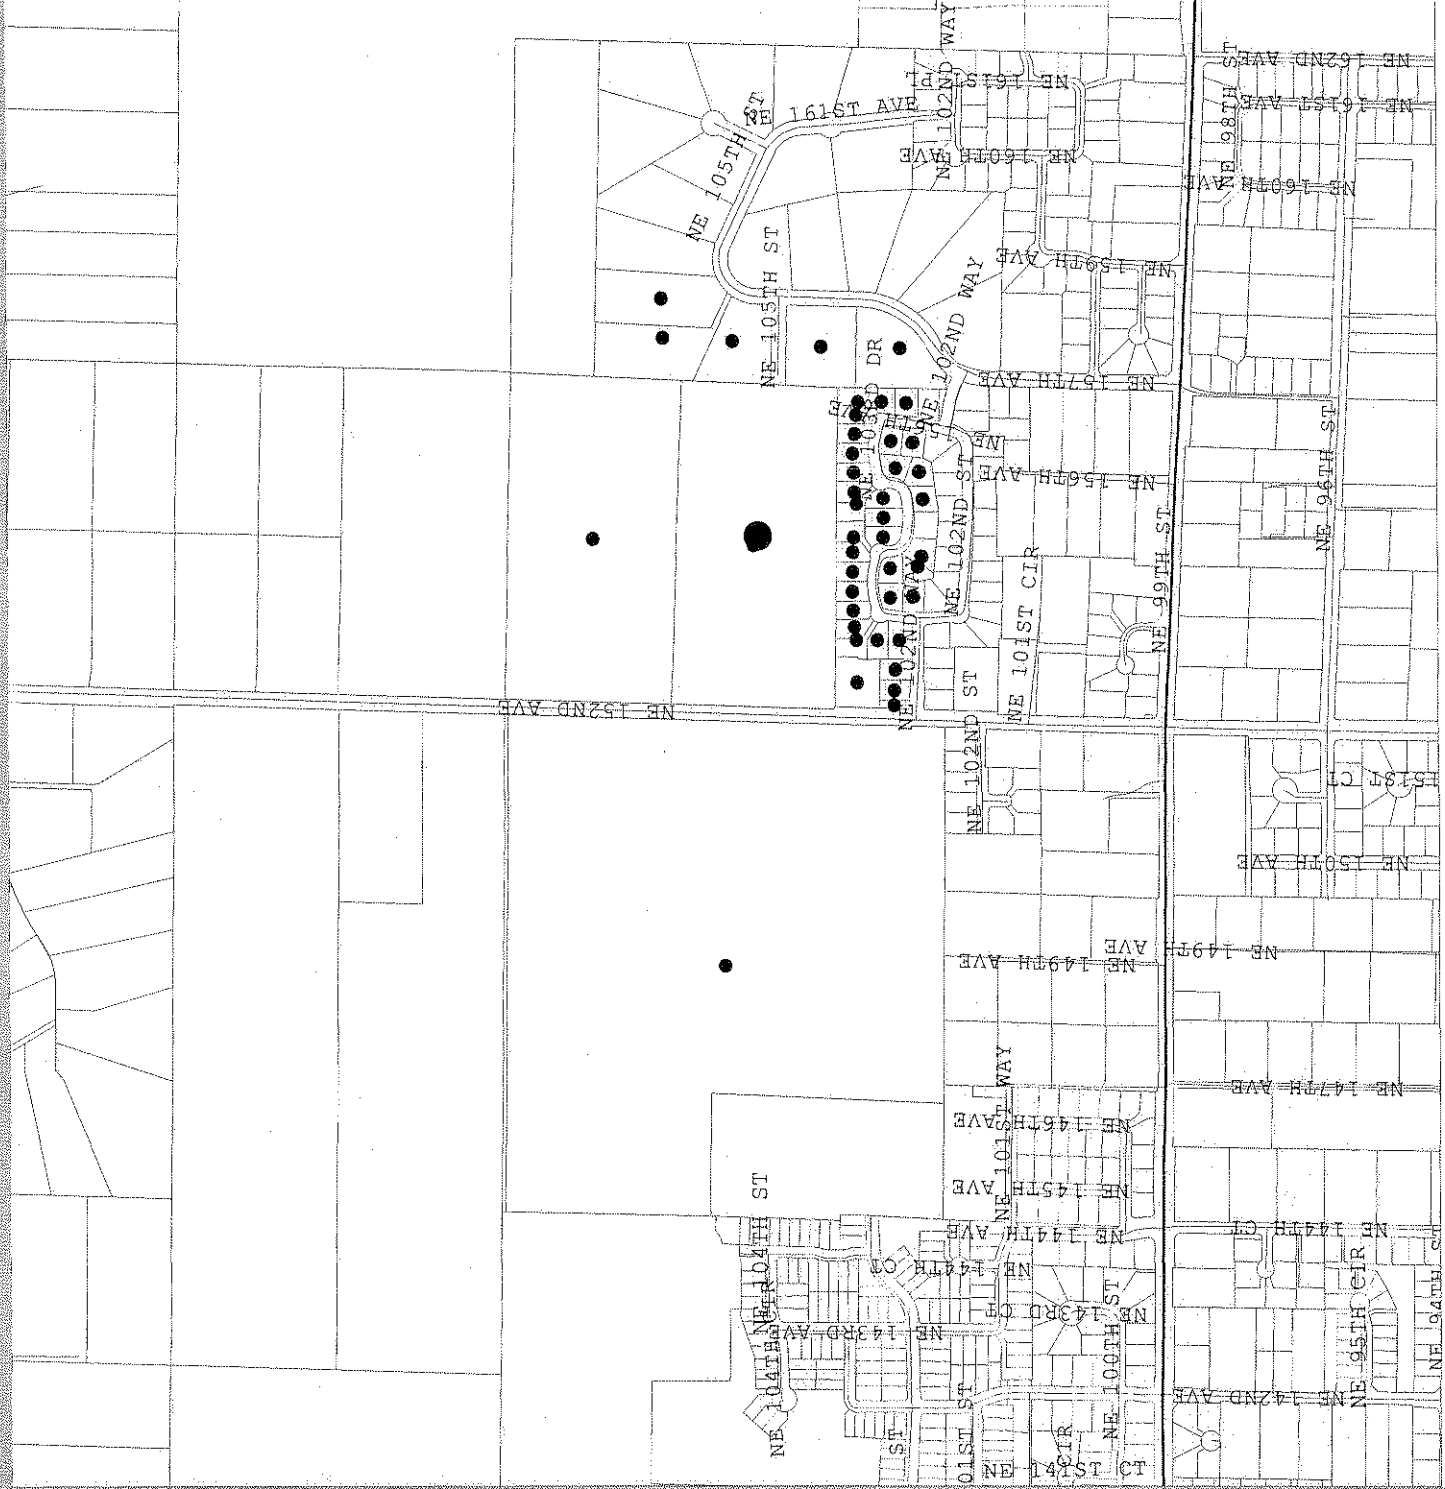 NE 102ND WAY
NE 162ND AVE
NE 98TH ST
NE 161ST PL
NE 161ST AVE
NE 161ST AVE
NE 105TH ST
NE 160TH AVE
NE 160TH AVE
NE 159TH AVE
NE 105TH ST
NE 102ND WAY
NE 103RD DR
NE 157TH AVE
NE 156TH AVE
NE 156TH AVE
NE 96TH ST
NE 102ND ST
NE 99TH ST
NE 101ST CIR
NE 102ND WAY
NE 152ND AVE
NE 102ND ST
151ST CT
NE 150TH AVE
NE 149TH AVE
NE 149TH AVE
NE 101ST WAY
NE 147TH AVE
NE 146TH AVE
NE 145TH AVE
NE 104TH ST
NE 144TH AVE
NE 144TH CT
NE 144TH CT
NE 143RD CT
NE 143RD AVE
NE 104TH CIR
NE 100TH ST
NE 95TH CIR
NE 94TH ST
NE 142ND AVE
ST
01ST ST
CIR
NE 141ST CT